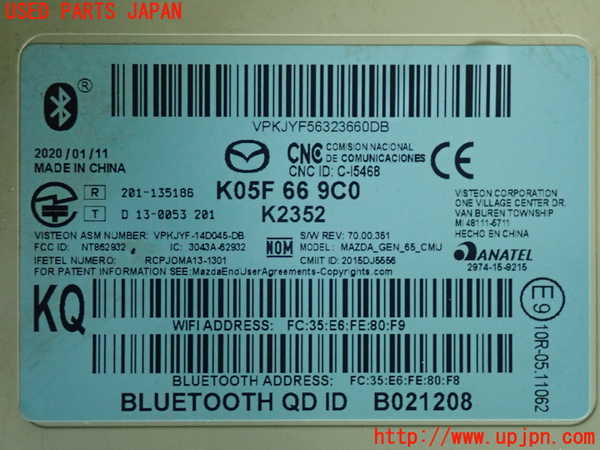 USED PARTS JAPAN
VPKJYF56323660DB
2020/01/11
MADE IN CHINA
CNC COMISION NACIONAL
DE COMUNICACIONES
CNC ID: C-I5468
CE
R 201-135186
T D 13-0053 201
K05F 66 9C0
K2352
VISTEON CORPORATION
ONE VILLAGE CENTER DR.
VAN BUREN TOWNSHIP
MI 48111-5711
HECHO EN CHINA
VISTEON ASM NUMBER: VPKJYF-14D045-DB
FCC ID: NT862932 IC: 3043A-62932
IFETEL NUMERO: RCPJOMA13-1301
FOR PATENT INFORMATION SEE:MazdaEndUserAgreements-Copyrights.com
NOM
S/W REV: 70.00.351
MODEL: MAZDA_GEN_65_CMU
CMIIT ID: 2015DJ5556
ANATEL
2974-15-9215
KQ
WIFI ADDRESS: FC:35:E6:FE:80:F9
E9
10R-05.11062
BLUETOOTH ADDRESS: FC:35:E6:FE:80:F8
BLUETOOTH QD ID B021208
http://www.upjpn.com